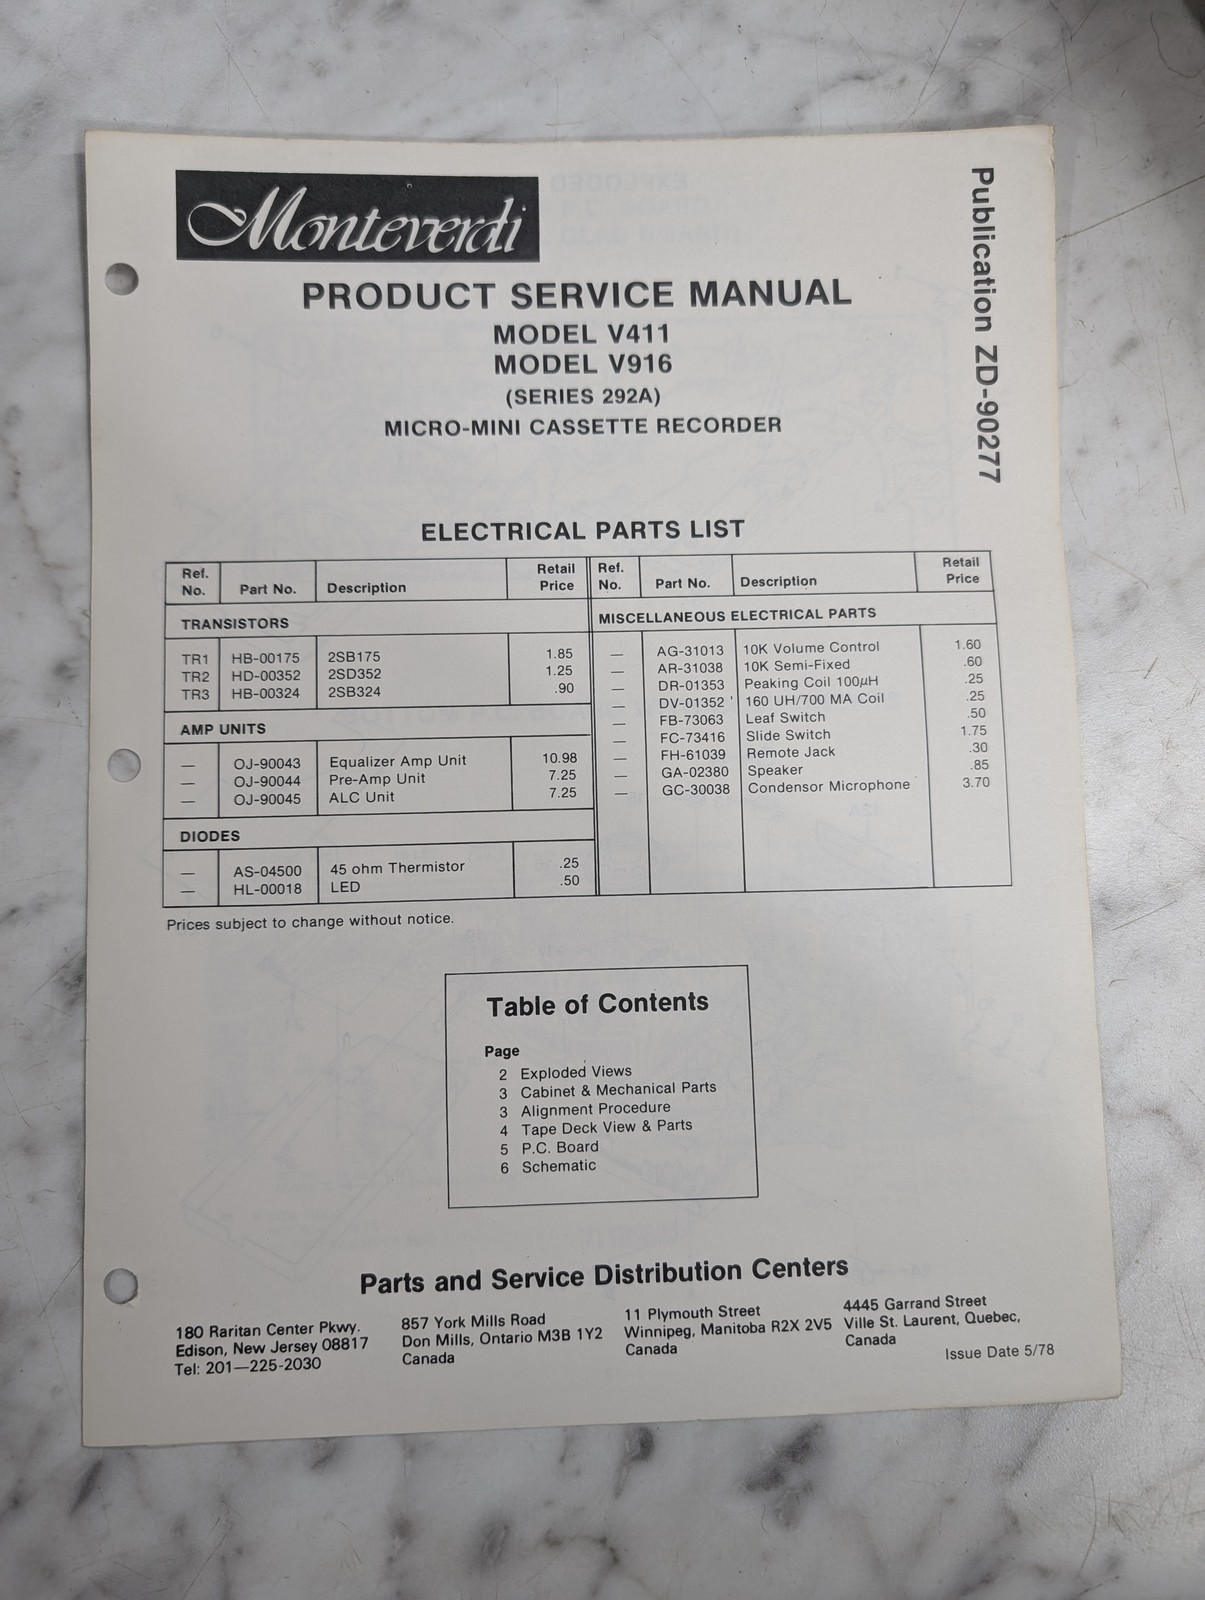 Monteverdi
PRODUCT SERVICE MANUAL
MODEL V411
MODEL V916
(SERIES 292A)
MICRO-MINI CASSETTE RECORDER
Publication ZD-90277
ELECTRICAL PARTS LIST
Ref. No. Part No. Description Retail Price
TRANSISTORS
TR1 HB-00175 2SB175 1.85
TR2 HD-00352 2SD352 1.25
TR3 HB-00324 2SB324 .90
AMP UNITS
— OJ-90043 Equalizer Amp Unit 10.98
— OJ-90044 Pre-Amp Unit 7.25
— OJ-90045 ALC Unit 7.25
DIODES
— AS-04500 45 ohm Thermistor .25
— HL-00018 LED .50
Ref. No. Part No. Description Retail Price
MISCELLANEOUS ELECTRICAL PARTS
— AG-31013 10K Volume Control 1.60
— AR-31038 10K Semi-Fixed .60
— DR-01353 Peaking Coil 100μH .25
— DV-01352 160 UH/700 MA Coil .25
— FB-73063 Leaf Switch .50
— FC-73416 Slide Switch 1.75
— FH-61039 Remote Jack .30
— GA-02380 Speaker .85
— GC-30038 Condensor Microphone 3.70
Prices subject to change without notice.
Table of Contents
Page
2 Exploded Views
3 Cabinet & Mechanical Parts
3 Alignment Procedure
4 Tape Deck View & Parts
5 P.C. Board
6 Schematic
Parts and Service Distribution Centers
180 Raritan Center Pkwy.
Edison, New Jersey 08817
Tel: 201—225-2030
857 York Mills Road
Don Mills, Ontario M3B 1Y2
Canada
11 Plymouth Street
Winnipeg, Manitoba R2X 2V5
Canada
4445 Garrand Street
Ville St. Laurent, Quebec,
Canada
Issue Date 5/78